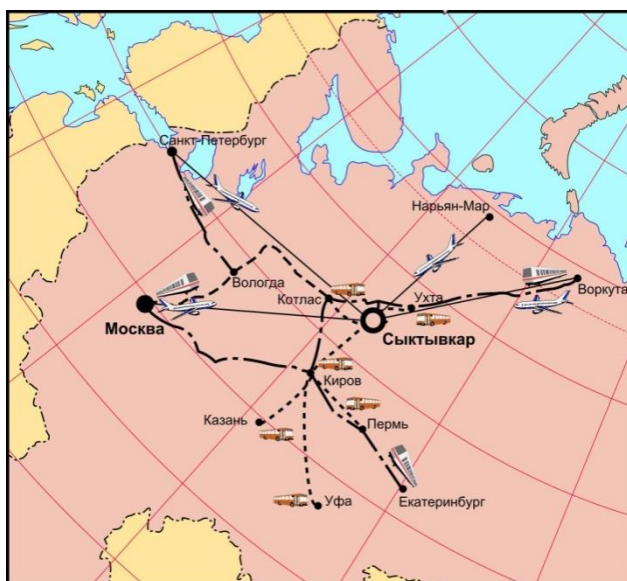 Санкт-Петербург
Нарьян-Мар
Вологда
Воркута
Котлас
Ухта
Москва
Сыктывкар
Киров
Казань
Пермь
Уфа
Екатеринбург